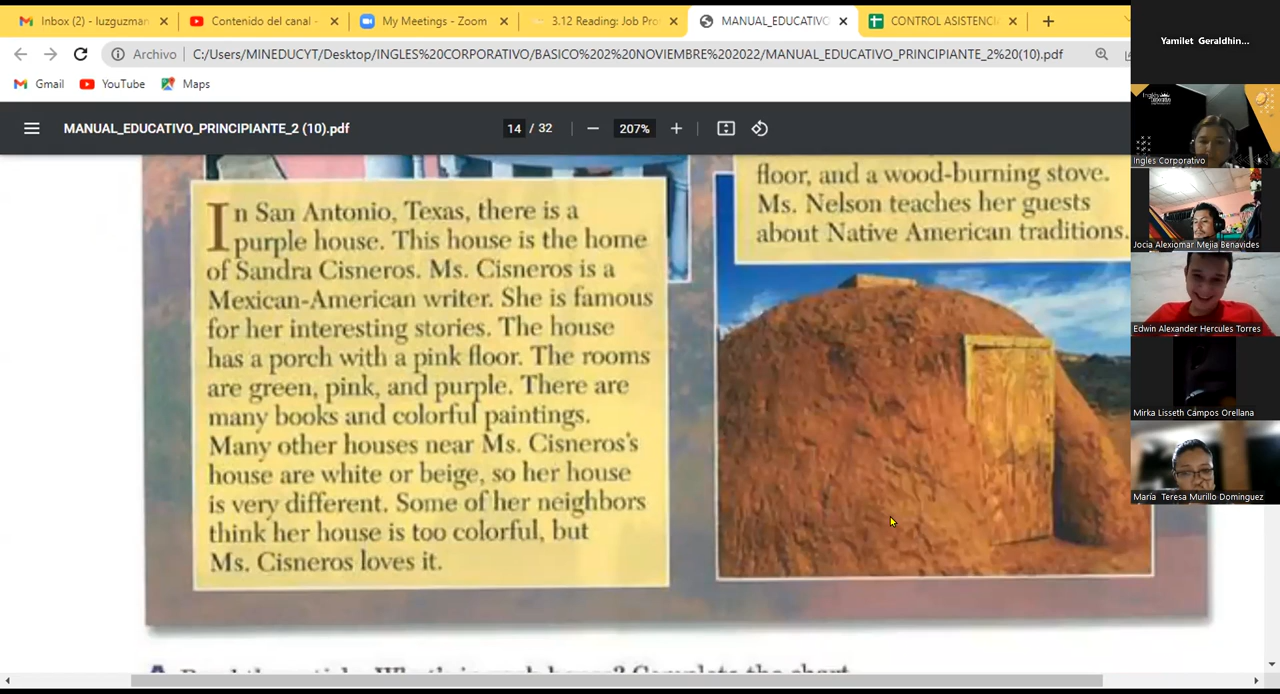 Inbox (2) - luzguzman
Contenido del canal -
My Meetings - Zoom
3.12 Reading: Job Pro
MANUAL_EDUCATIVO
CONTROL ASISTENCI
Archivo
C:/Users/MINEDUCYT/Desktop/INGLES%20CORPORATIVO/BASICO%202%20NOVIEMBRE%202022/MANUAL_EDUCATIVO_PRINCIPIANTE_2%20(10).pdf
Gmail
YouTube
Maps
MANUAL_EDUCATIVO_PRINCIPIANTE_2 (10).pdf
14 / 32
207%
In San Antonio, Texas, there is a
purple house. This house is the home
of Sandra Cisneros. Ms. Cisneros is a
Mexican-American writer. She is famous
for her interesting stories. The house
has a porch with a pink floor. The rooms
are green, pink, and purple. There are
many books and colorful paintings.
Many other houses near Ms. Cisneros's
house are white or beige, so her house
is very different. Some of her neighbors
think her house is too colorful, but
Ms. Cisneros loves it.
floor, and a wood-burning stove.
Ms. Nelson teaches her guests
about Native American traditions.
Yamilet Geraldhin...
Ingles Corporativo
Jocia Alexiomar Mejia Benavides
Edwin Alexander Hercules Torres
Mirka Lisseth Campos Orellana
María Teresa Murillo Dominguez